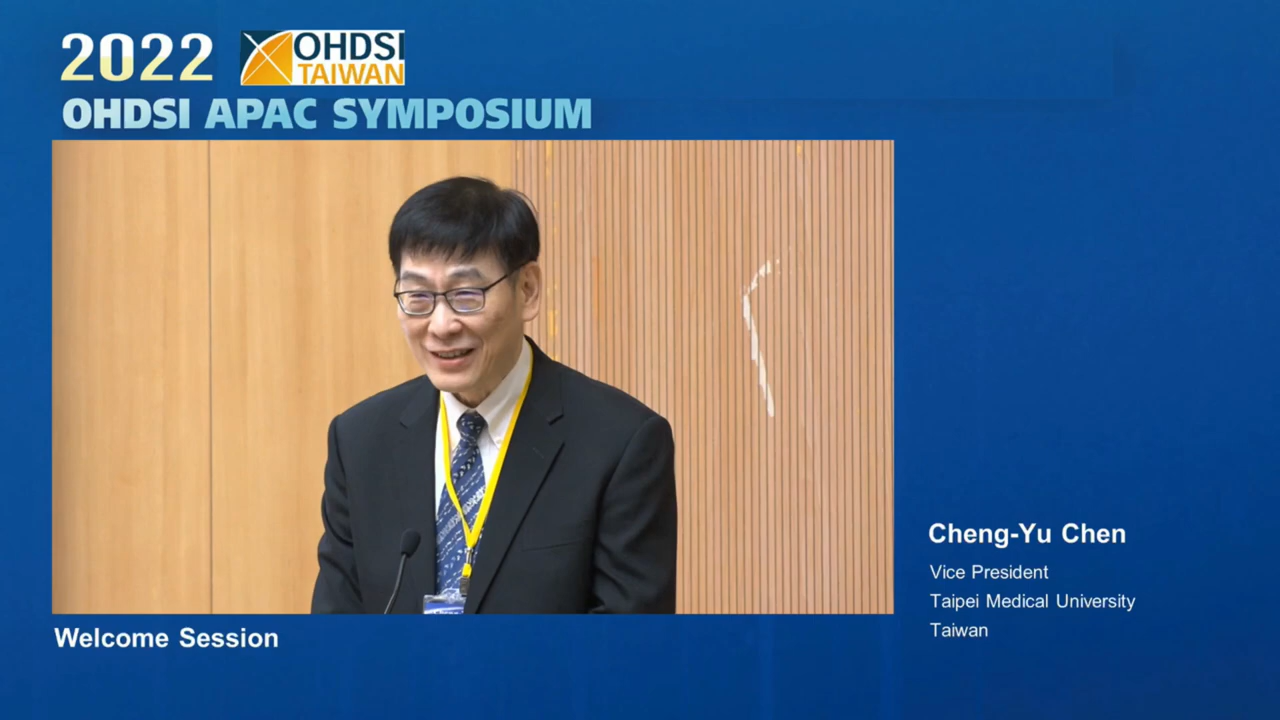 2022
OHDSI
TAIWAN
OHDSI APAC SYMPOSIUM
Cheng-Yu Chen
Vice President
Taipei Medical University
Taiwan
Welcome Session